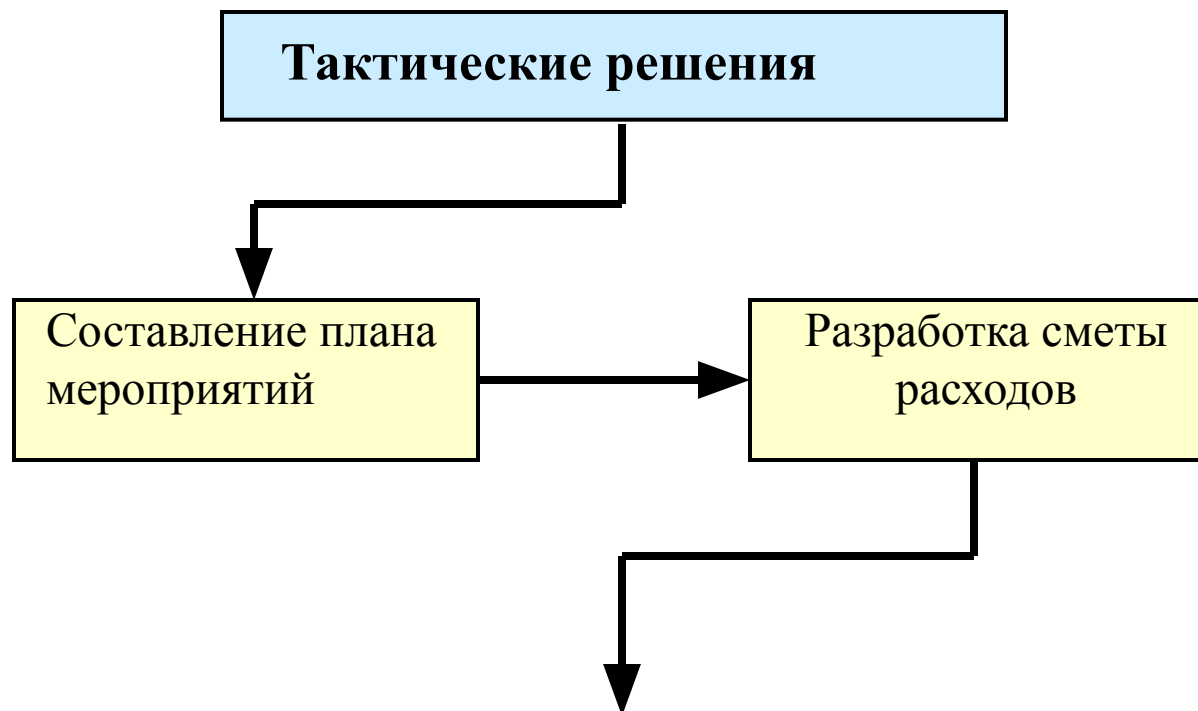 Тактические решения
Составление плана
мероприятий
Разработка сметы
расходов